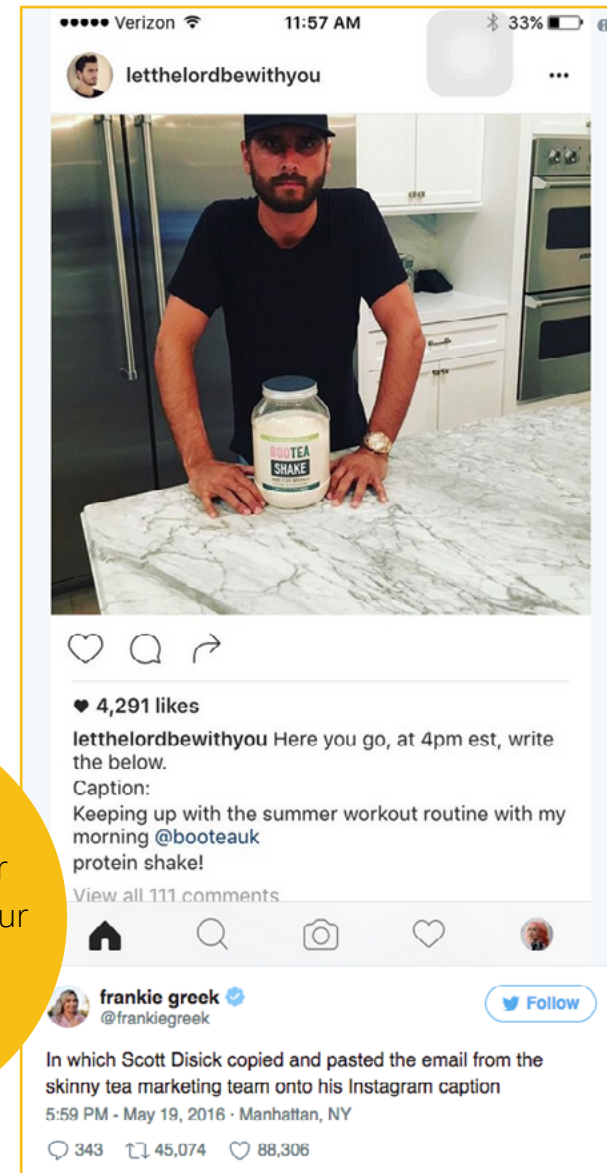 Verizon 11:57 AM 33%
letthelordbewithyou
BOOTEA
SHAKE
4,291 likes
letthelordbewithyou Here you go, at 4pm est, write
the below.
Caption:
Keeping up with the summer workout routine with my
morning @booteauk
protein shake!
View all 111 comments
r
ur
frankie greek
@frankiegreek
Follow
In which Scott Disick copied and pasted the email from the
skinny tea marketing team onto his Instagram caption
5:59 PM - May 19, 2016 · Manhattan, NY
343 45,074 88,306